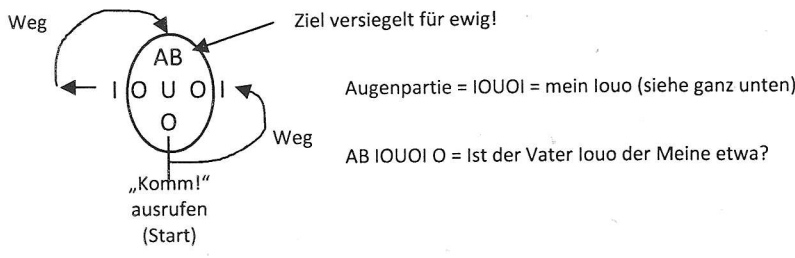 Weg
Ziel versiegelt für ewig!
AB
I O U O I
O
Augenpartie = IOUOI = mein Iouo (siehe ganz unten)
Weg
AB IOUOI O = Ist der Vater Iouo der Meine etwa?
„Komm!“
ausrufen
(Start)